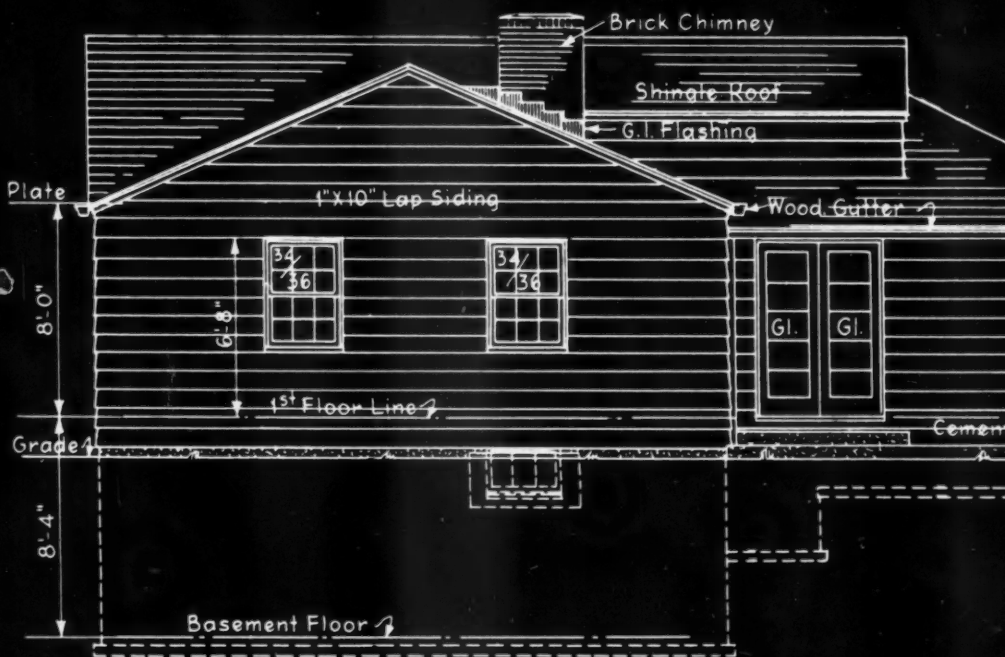 Brick Chimney
Shingle Roof
G.I. Flashing
Plate
1"X10" Lap Siding
Wood Gutter
34/36
34/36
8'-0"
6'-8"
Gl.
Gl.
1st Floor Line
Grade
Cement
8'-4"
Basement Floor